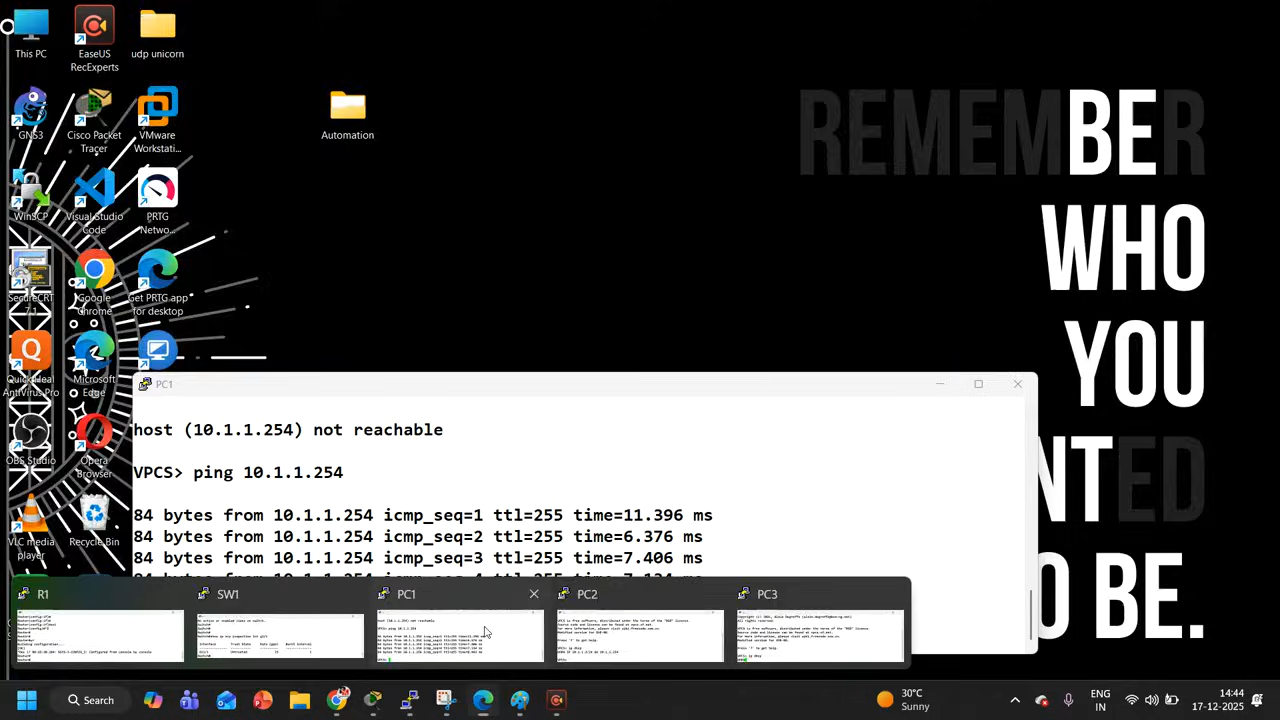 This PC
EaseUS
RecExperts
udp unicorn
GNS3
Cisco Packet
Tracer
VMware
Workstati...
Automation
WinSCP
Visual Studio
Code
PRTG
Netwo...
SecureCRT
7.1
Google
Chrome
Get PRTG app
for desktop
Quick Heal
AntiVirus Pro
Microsoft
Edge
OBS Studio
Opera
Browser
VLC media
player
Recycle Bin
REMEMBER
WHO
YOU
NTED
O BE.
PC1
host (10.1.1.254) not reachable
VPCS> ping 10.1.1.254
84 bytes from 10.1.1.254 icmp_seq=1 ttl=255 time=11.396 ms
84 bytes from 10.1.1.254 icmp_seq=2 ttl=255 time=6.376 ms
84 bytes from 10.1.1.254 icmp_seq=3 ttl=255 time=7.406 ms
R1
SW1
PC1
PC2
PC3
Search
30°C
Sunny
ENG
IN
14:44
17-12-2025